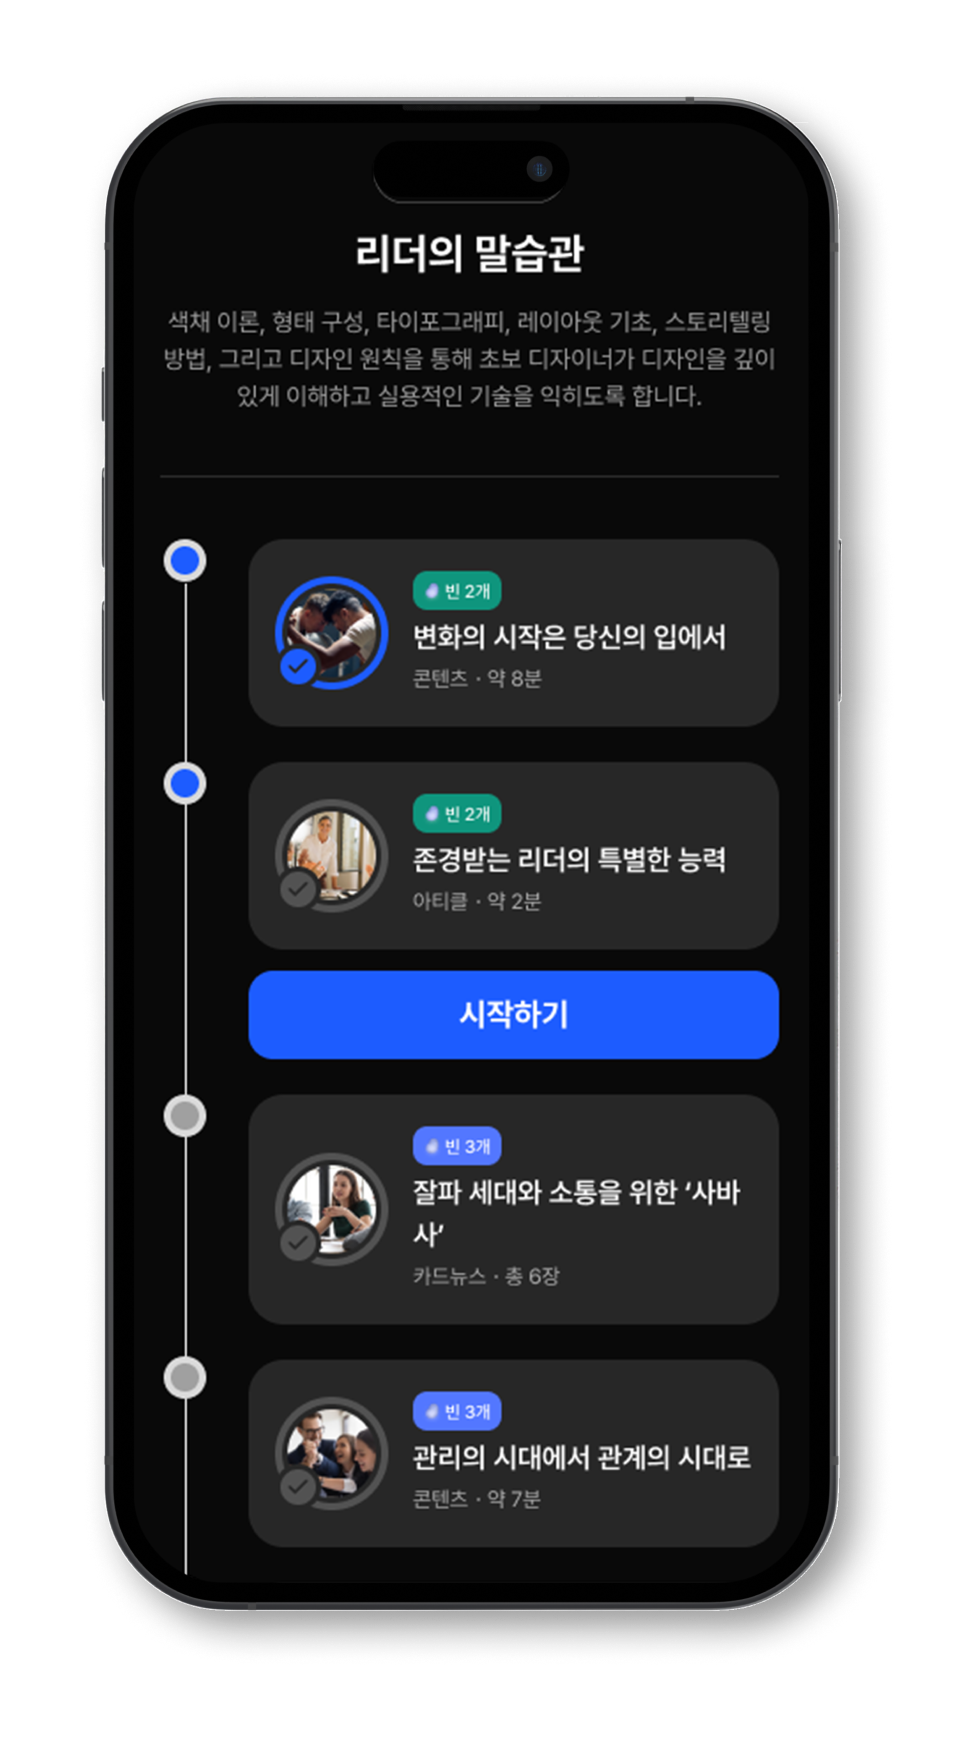 리더의 말습관
색채 이론, 형태 구성, 타이포그래피, 레이아웃 기초, 스토리텔링
방법, 그리고 디자인 원칙을 통해 초보 디자이너가 디자인을 깊이
있게 이해하고 실용적인 기술을 익히도록 합니다.
빈 2개
변화의 시작은 당신의 입에서
콘텐츠 · 약 8분
빈 2개
존경받는 리더의 특별한 능력
아티클 · 약 2분
시작하기
빈 3개
잘파 세대와 소통을 위한 ‘사바
사’
카드뉴스 · 총 6장
빈 3개
관리의 시대에서 관계의 시대로
콘텐츠 · 약 7분